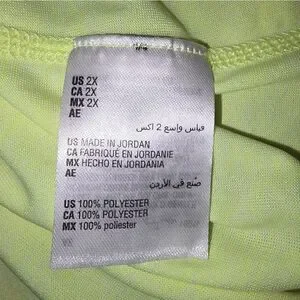 US 2X
CA 2X
MX 2X
AE
قياس واسع 2 اكس
US MADE IN JORDAN
CA FABRIQUÉ EN JORDANIE
MX HECHO EN JORDANIA
AE
صنع في الأردن
US 100% POLYESTER
CA 100% POLYESTER
MX 100% poliester